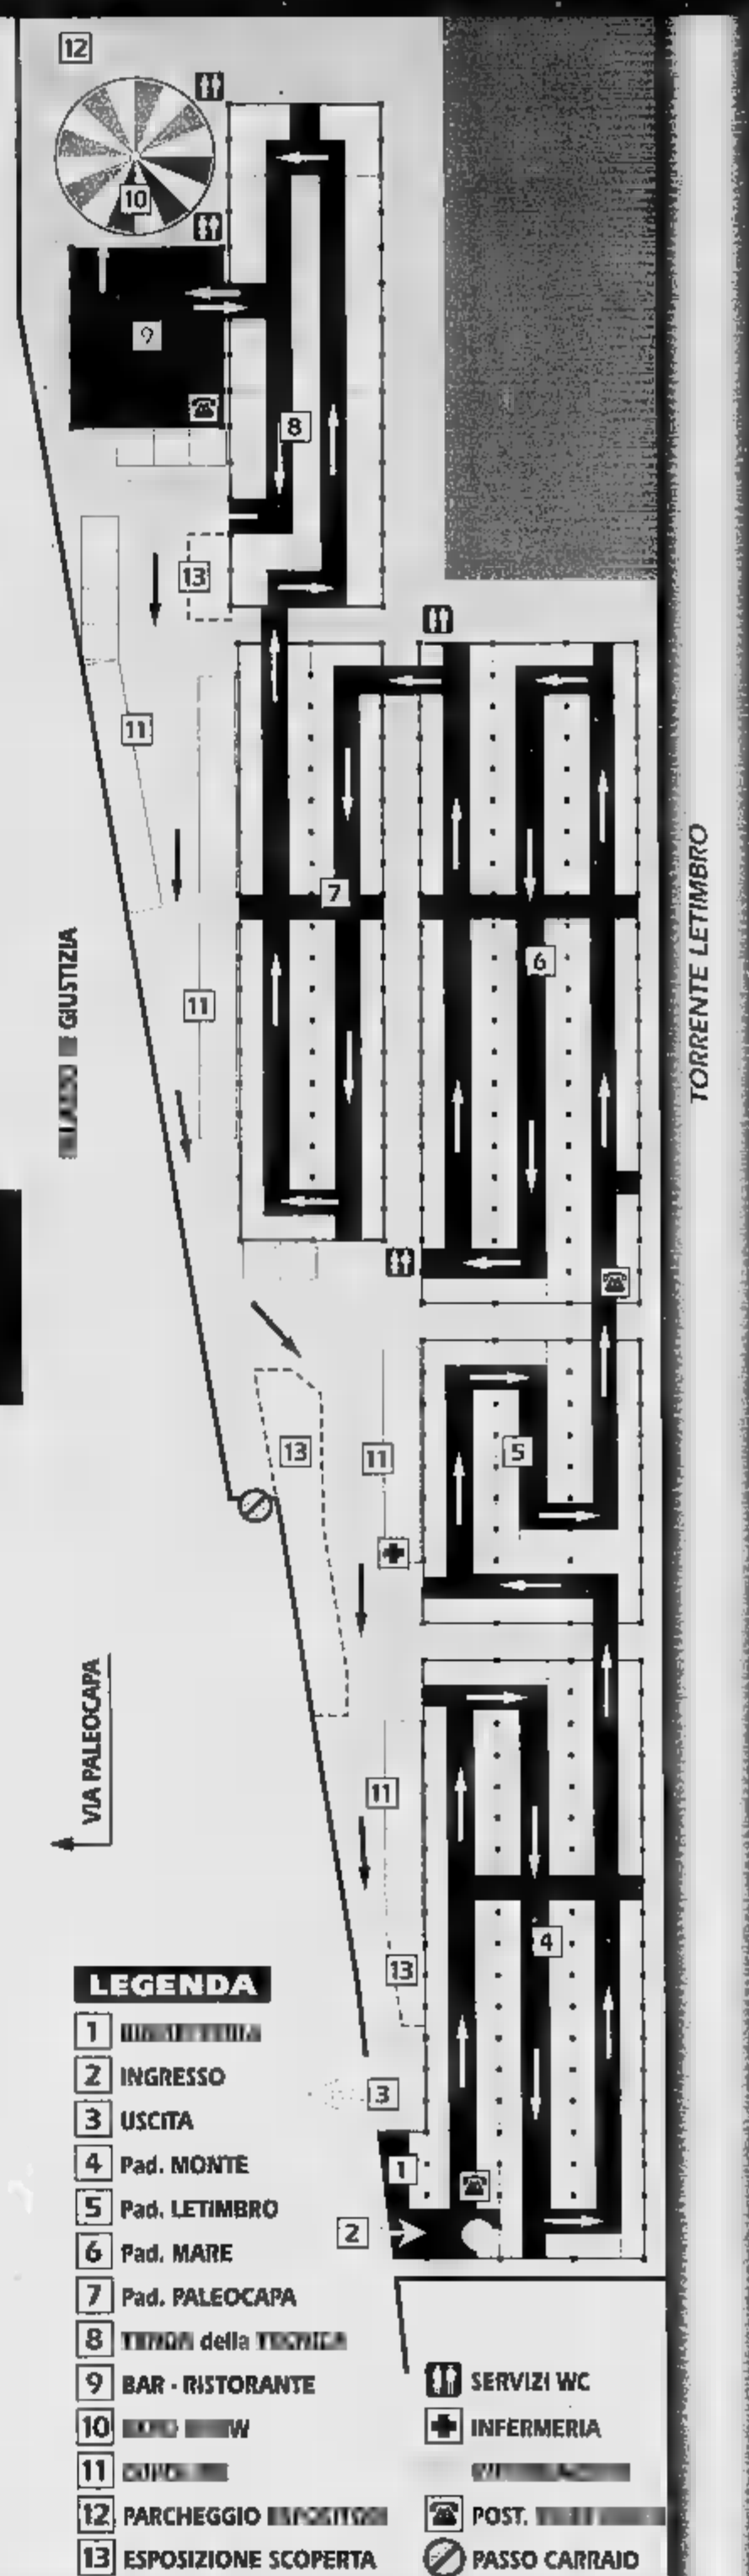 12
10
9
8
13
11
7
6
11
GIUSTIZIA
TORRENTE LETIMBRO
13
11
5
VIA PALEOCAPA
11
4
13
3
1
2
LEGENDA
1
2 INGRESSO
3 USCITA
4 Pad. MONTE
5 Pad. LETIMBRO
6 Pad. MARE
7 Pad. PALEOCAPA
8 della
9 BAR - RISTORANTE
10
11
12 PARCHEGGIO
13 ESPOSIZIONE SCOPERTA
SERVIZI WC
INFERMERIA
POST.
PASSO CARRAIO